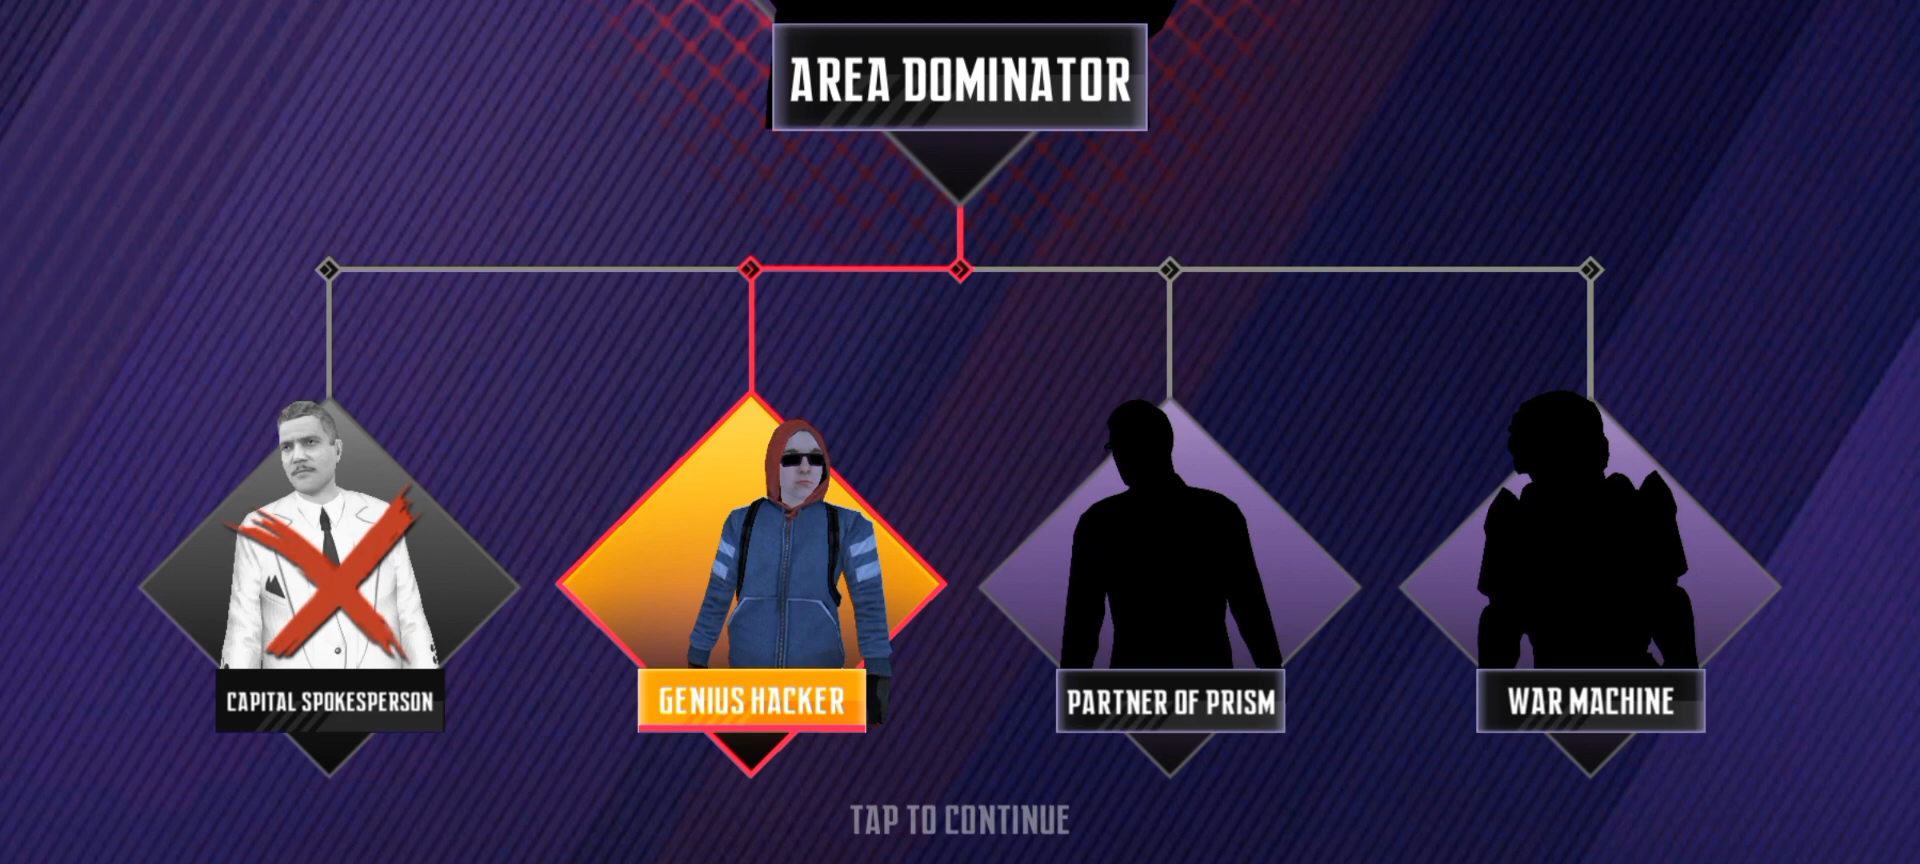 AREA DOMINATOR
CAPITAL SPOKESPERSON
GENIUS HACKER
PARTNER OF PRISM
WAR MACHINE
TAP TO CONTINUE